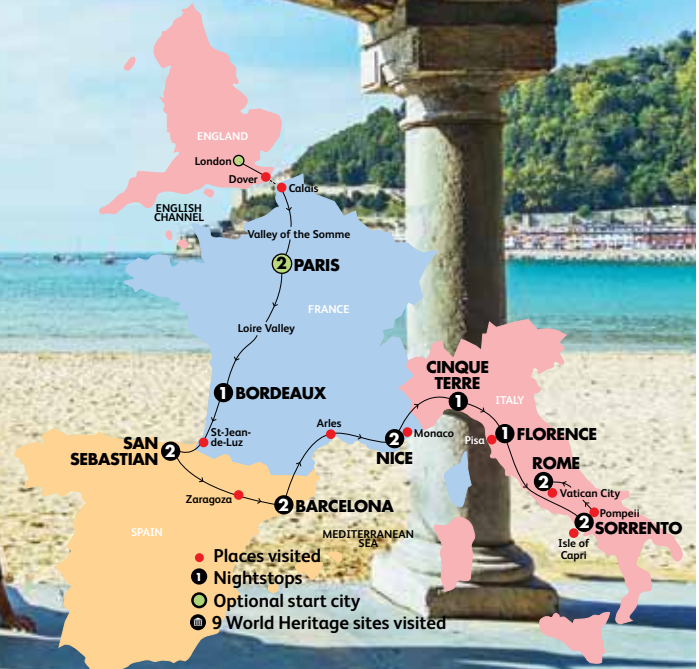 ENGLAND
London
Dover
Calais
ENGLISH
CHANNEL
Valley of the Somme
2 PARIS
FRANCE
Loire Valley
1 BORDEAUX
St-Jean-
de-Luz
SAN
SEBASTIAN
2
Zaragoza
2 BARCELONA
SPAIN
Arles
2
NICE
Monaco
CINQUE
TERRE
1
ITALY
Pisa
1 FLORENCE
ROME
2
Vatican City
Pompeii
2 SORRENTO
Isle of
Capri
MEDITERRANEAN
SEA
Places visited
1 Nightstops
Optional start city
9 World Heritage sites visited